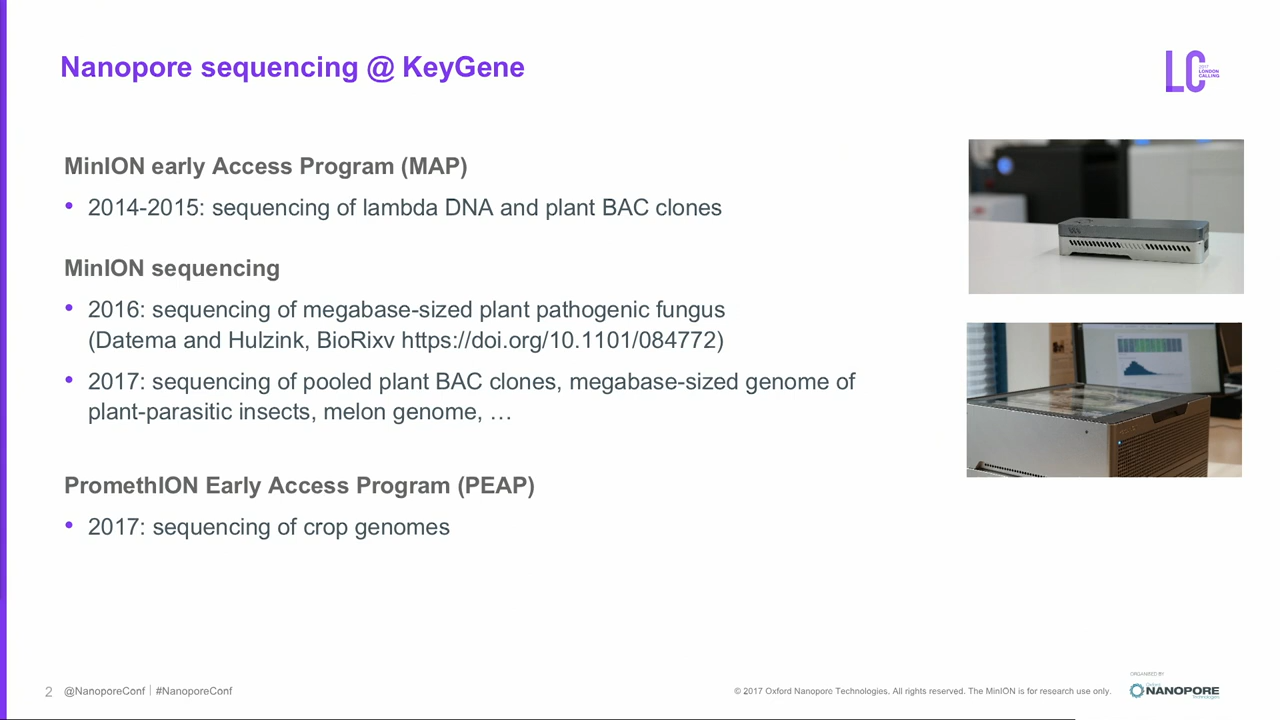 Nanopore sequencing @ KeyGene
LC
2017
LONDON
CALLING
MinION early Access Program (MAP)
• 2014-2015: sequencing of lambda DNA and plant BAC clones
MinION sequencing
• 2016: sequencing of megabase-sized plant pathogenic fungus
(Datema and Hulzink, BioRixv https://doi.org/10.1101/084772)
• 2017: sequencing of pooled plant BAC clones, megabase-sized genome of
plant-parasitic insects, melon genome, …
PromethION Early Access Program (PEAP)
• 2017: sequencing of crop genomes
2 @NanoporeConf | #NanoporeConf
© 2017 Oxford Nanopore Technologies. All rights reserved. The MinION is for research use only.
ORGANISED BY
Oxford
NANOPORE
Technologies